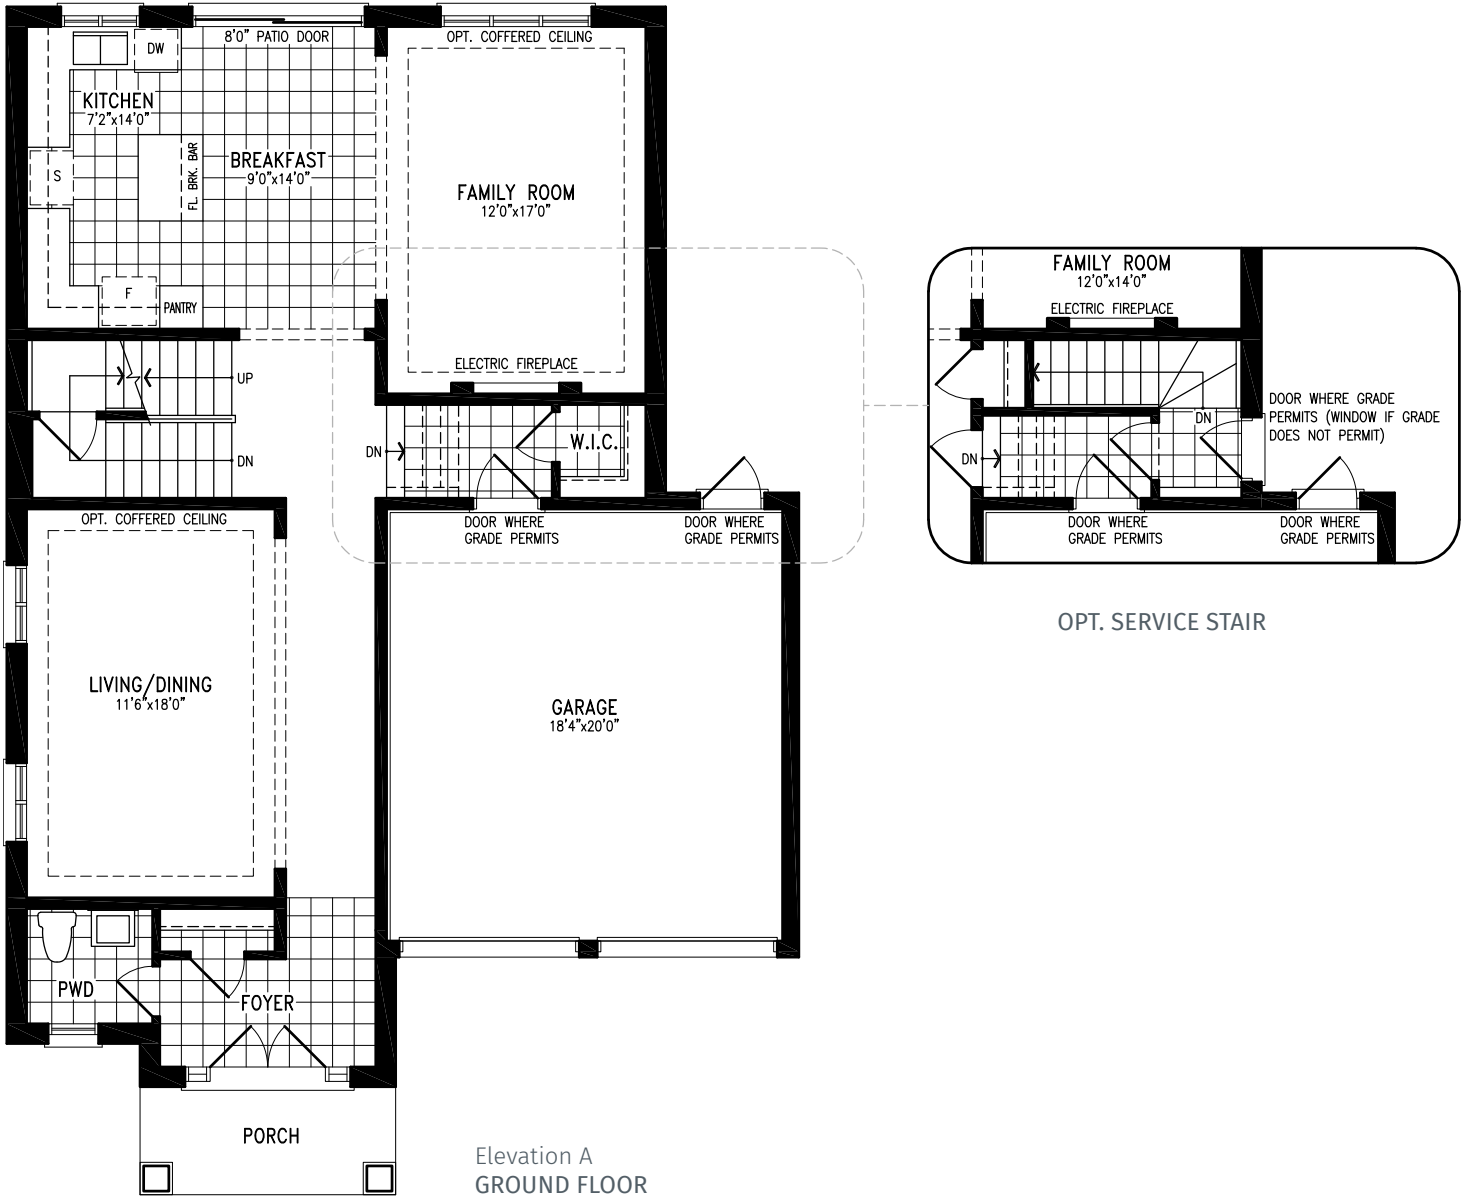 8'0" PATIO DOOR
OPT. COFFERED CEILING
DW
KITCHEN
7'2"x14'0"
S
FL. BRK. BAR
BREAKFAST
9'0"x14'0"
FAMILY ROOM
12'0"x17'0"
F
PANTRY
ELECTRIC FIREPLACE
UP
DN
DN
W.I.C.
DOOR WHERE
GRADE PERMITS
DOOR WHERE
GRADE PERMITS
OPT. COFFERED CEILING
LIVING/DINING
11'6"x18'0"
GARAGE
18'4"x20'0"
PWD
FOYER
PORCH
Elevation A
GROUND FLOOR
FAMILY ROOM
12'0"x14'0"
ELECTRIC FIREPLACE
DN
DN
DOOR WHERE GRADE
PERMITS (WINDOW IF GRADE
DOES NOT PERMIT)
DOOR WHERE
GRADE PERMITS
DOOR WHERE
GRADE PERMITS
OPT. SERVICE STAIR